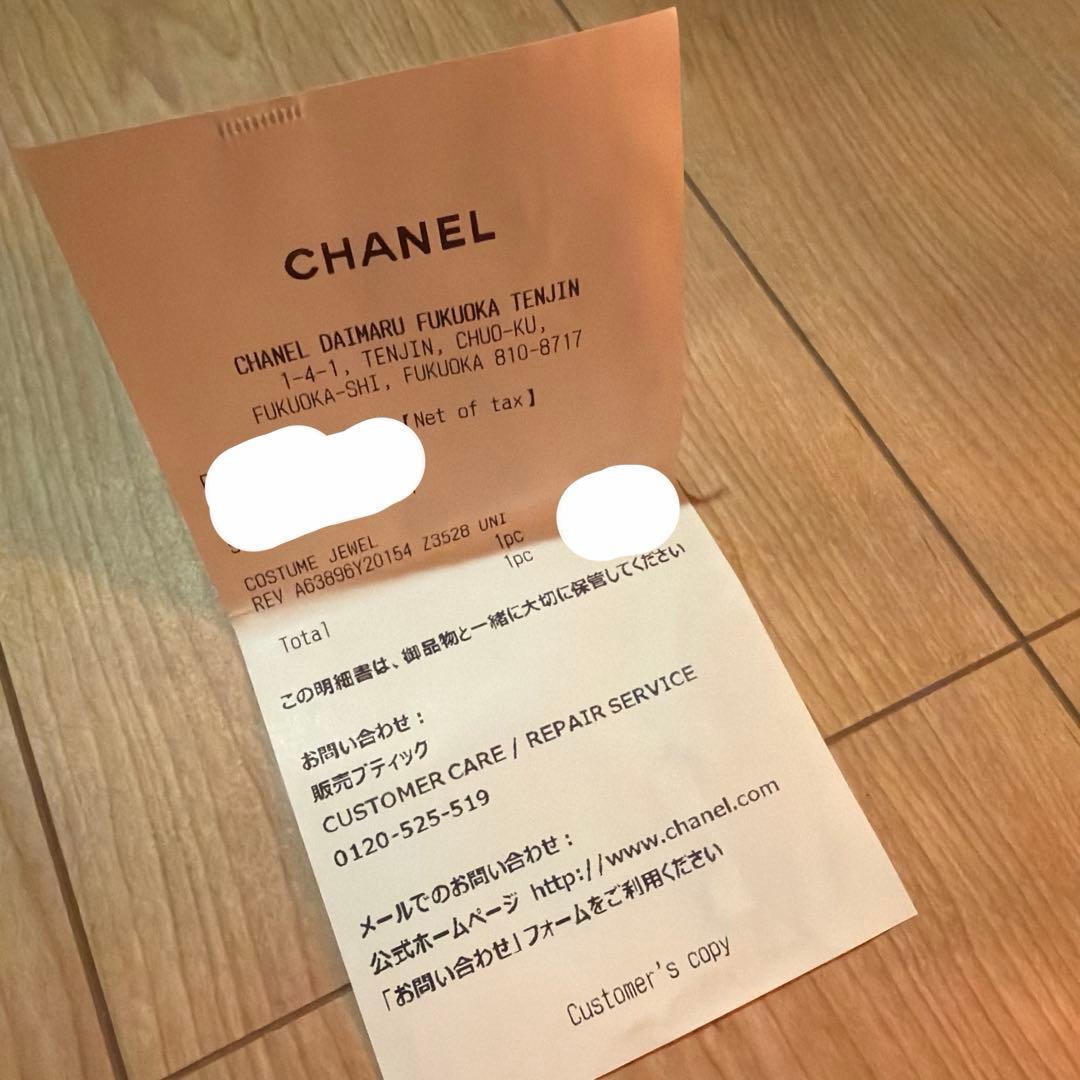 CHANEL
CHANEL DAIMARU FUKUOKA TENJIN
1-4-1, TENJIN, CHUO-KU,
FUKUOKA-SHI, FUKUOKA 810-8717
【Net of tax】
COSTUME JEWEL
REV A63896Y20154 Z3528 UNI
1pc
Total 1pc
この明細書は、御品物と一緒に大切に保管してください
お問い合わせ：
販売ブティック
CUSTOMER CARE / REPAIR SERVICE
0120-525-519
メールでのお問い合わせ：
公式ホームページ http://www.chanel.com
「お問い合わせ」フォームをご利用ください
Customer's copy